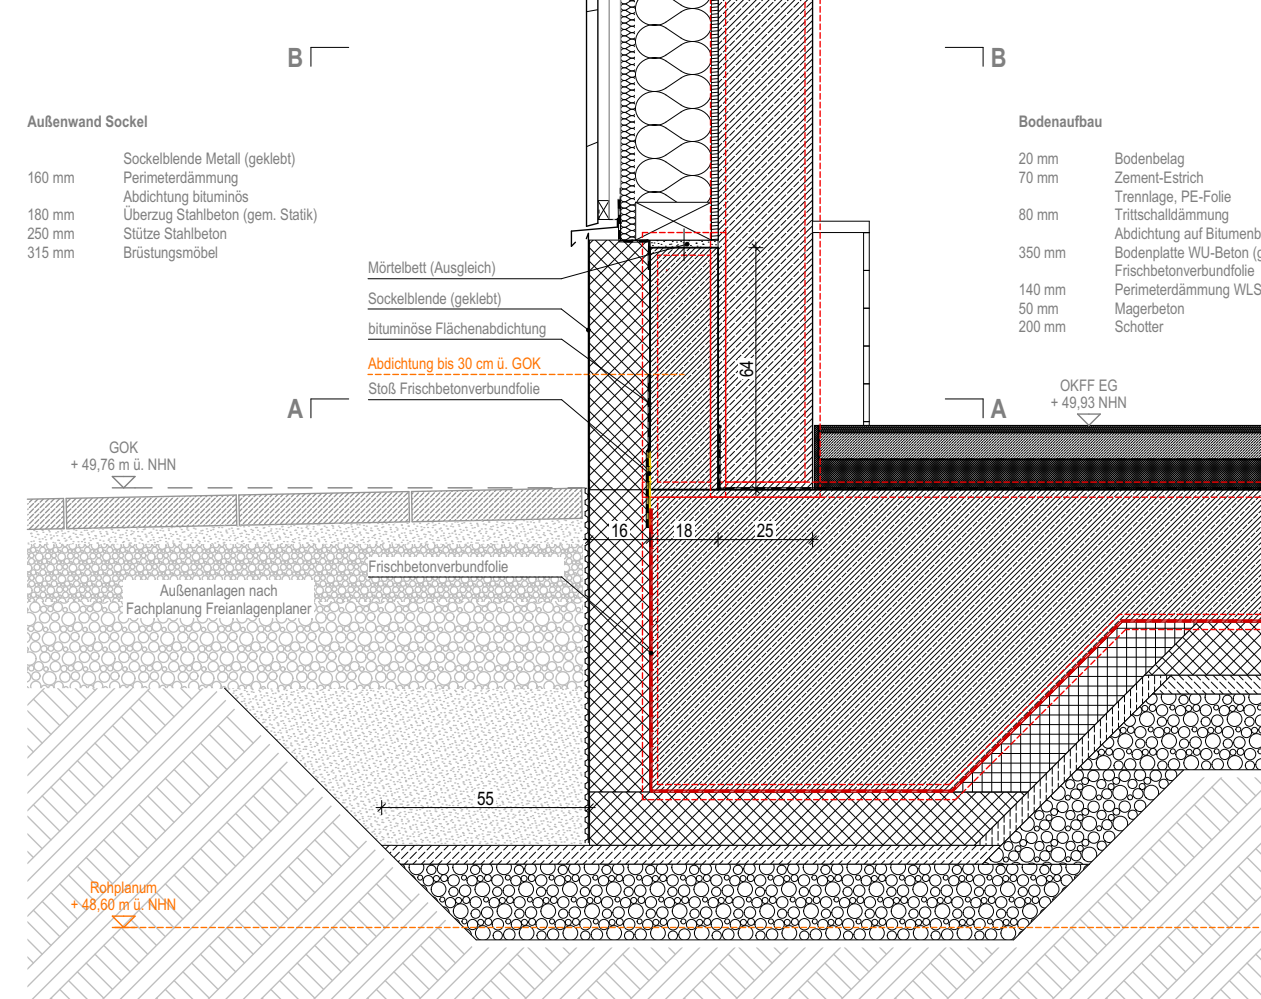 B
B
Außenwand Sockel
Sockelblende Metall (geklebt)
160 mm Perimeterdämmung
Abdichtung bituminös
180 mm Überzug Stahlbeton (gem. Statik)
250 mm Stütze Stahlbeton
315 mm Brüstungsmöbel
Bodenaufbau
20 mm Bodenbelag
70 mm Zement-Estrich
Trennlage, PE-Folie
80 mm Trittschalldämmung
Abdichtung auf Bitumenb
350 mm Bodenplatte WU-Beton (g
Frischbetonverbundfolie
140 mm Perimeterdämmung WLS
50 mm Magerbeton
200 mm Schotter
Mörtelbett (Ausgleich)
Sockelblende (geklebt)
bituminöse Flächenabdichtung
Abdichtung bis 30 cm ü. GOK
Stoß Frischbetonverbundfolie
64
A
A
OKFF EG
+ 49,93 NHN
GOK
+ 49,76 m ü. NHN
16 18 25
Frischbetonverbundfolie
Außenanlagen nach
Fachplanung Freianlagenplaner
55
Rohplanum
+ 48,60 m ü. NHN